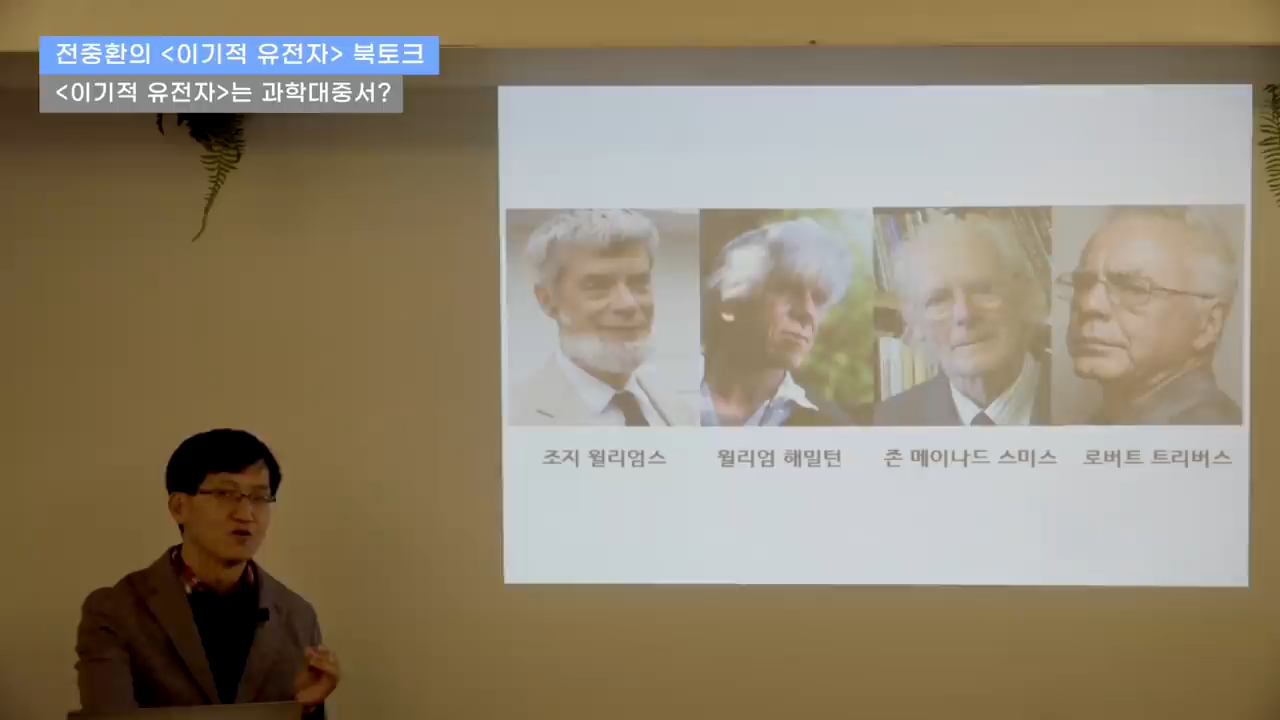 전중환의 <이기적 유전자> 북토크
<이기적 유전자>는 과학대중서?
조지 윌리엄스
윌리엄 해밀턴
존 메이나드 스미스
로버트 트리버스